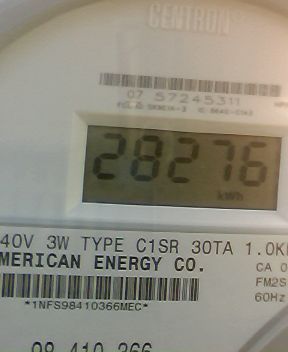 CENTRON
07 57245311
28276
kWh
40V 3W TYPE C1SR 30TA 1.0K
MERICAN ENERGY CO.
CA 0
FM2S
*1NFS98410366MEC*
60Hz
98 410 366